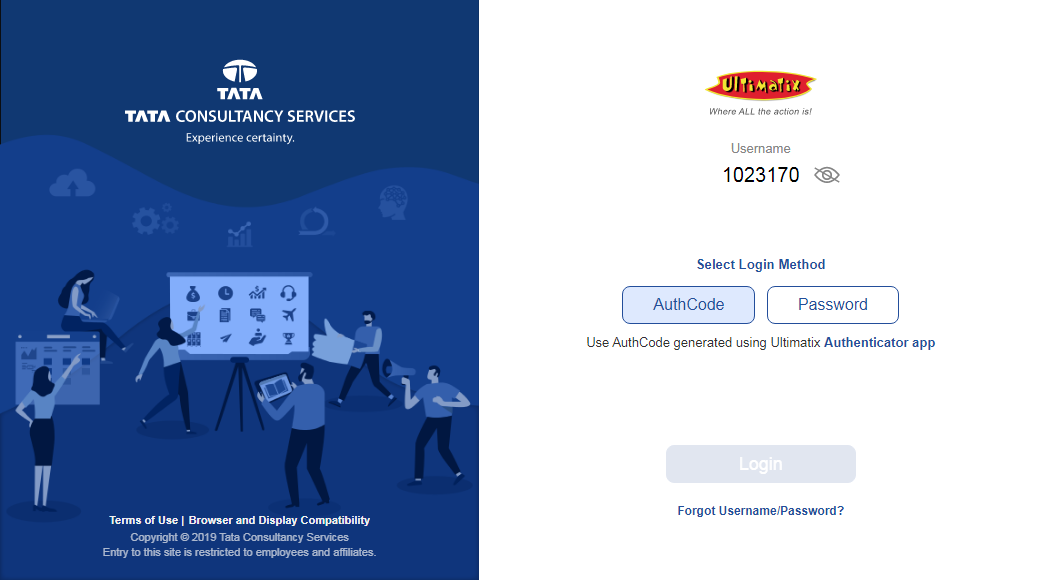 TATA
TATA CONSULTANCY SERVICES
Experience certainty.
Terms of Use | Browser and Display Compatibility
Copyright © 2019 Tata Consultancy Services
Entry to this site is restricted to employees and affiliates.
Ultimatix
Where ALL the action is!
Username
1023170
Select Login Method
AuthCode Password
Use AuthCode generated using Ultimatix Authenticator app
Login
Forgot Username/Password?